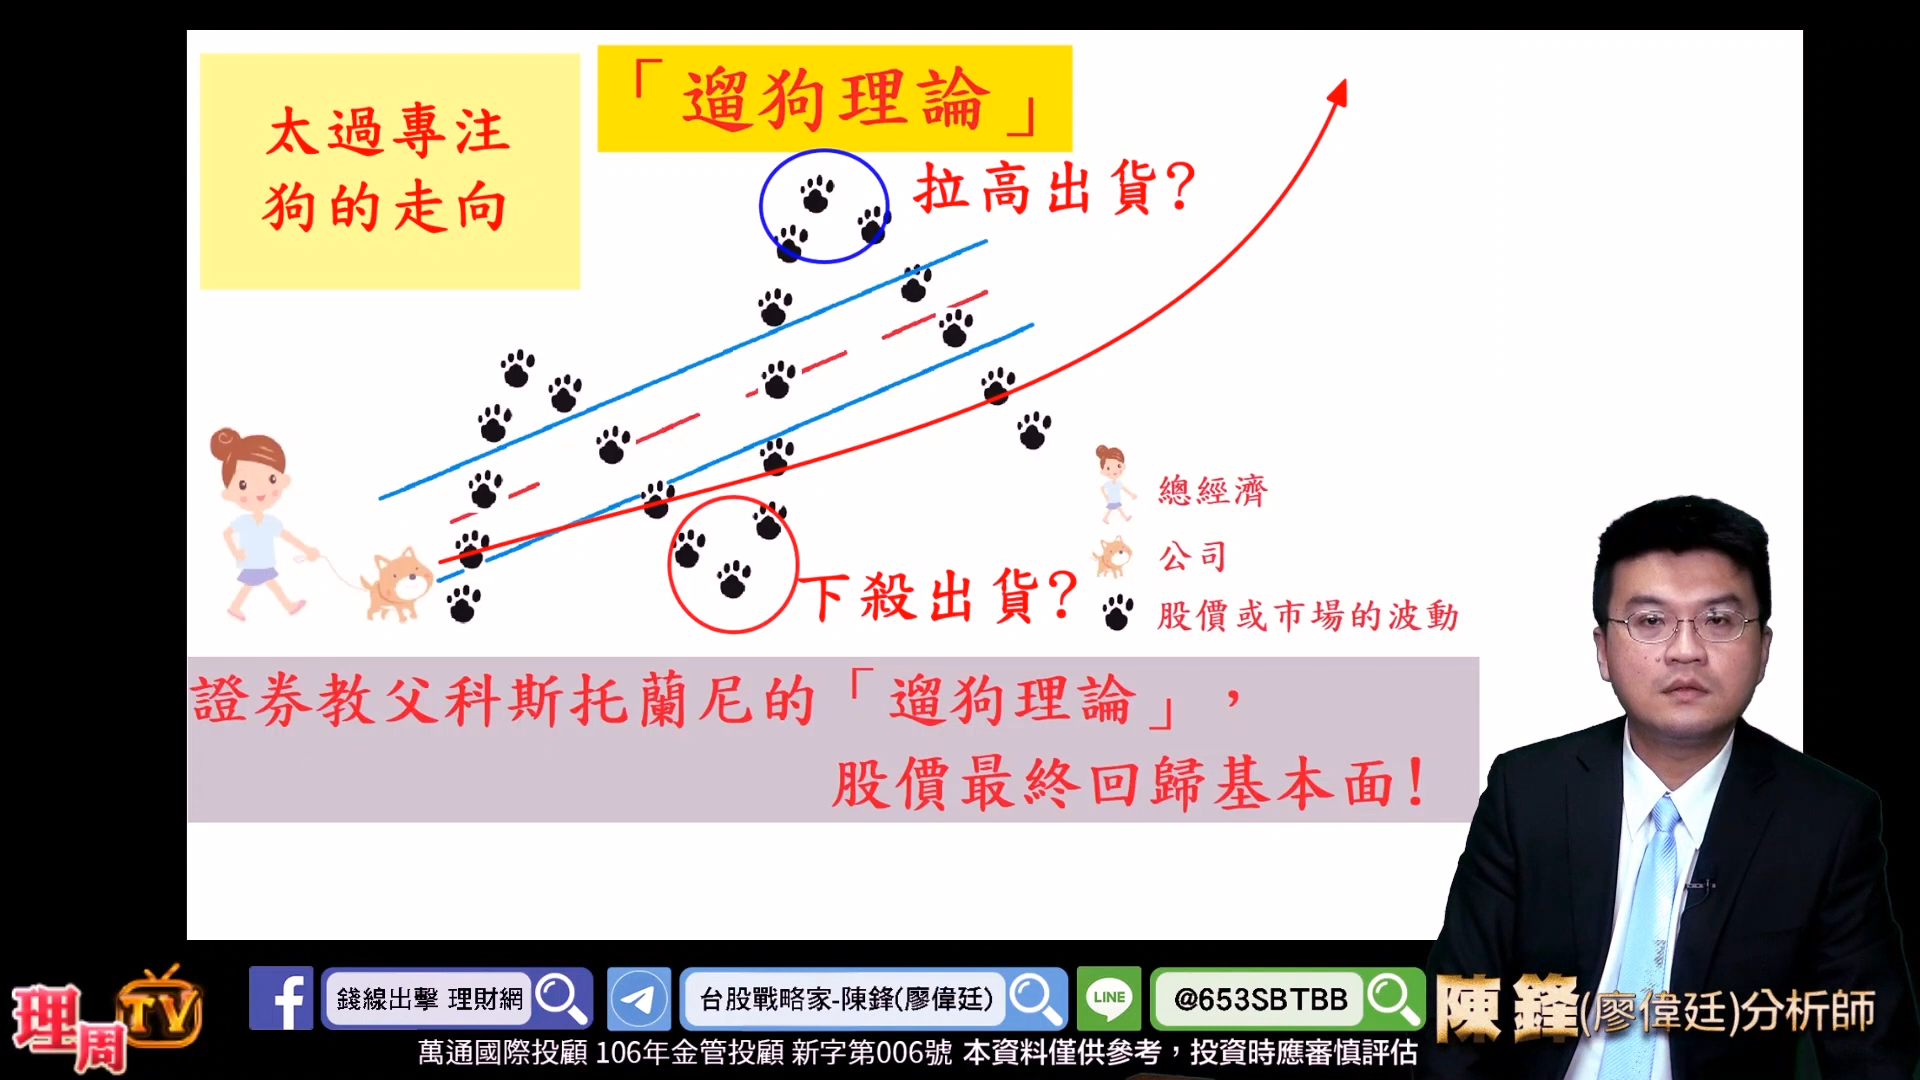 太過專注
狗的走向
「遛狗理論」
拉高出貨?
下殺出貨?
總經濟
公司
股價或市場的波動
證券教父科斯托蘭尼的「遛狗理論」，
股價最終回歸基本面!
理周TV
錢線出擊 理財網
台股戰略家-陳鋒(廖偉廷)
LINE
@653SBTBB
陳鋒(廖偉廷)分析師
萬通國際投顧 106年金管投顧 新字第006號 本資料僅供參考，投資時應審慎評估